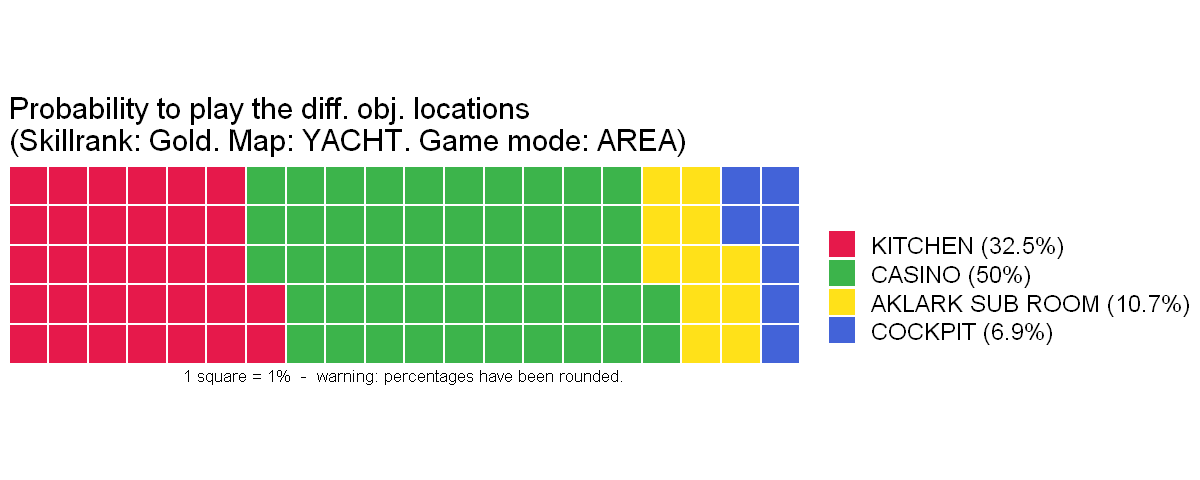 Probability to play the diff. obj. locations
(Skillrank: Gold. Map: YACHT. Game mode: AREA)
KITCHEN (32.5%)
CASINO (50%)
AKLARK SUB ROOM (10.7%)
COCKPIT (6.9%)
1 square = 1%  -  warning: percentages have been rounded.